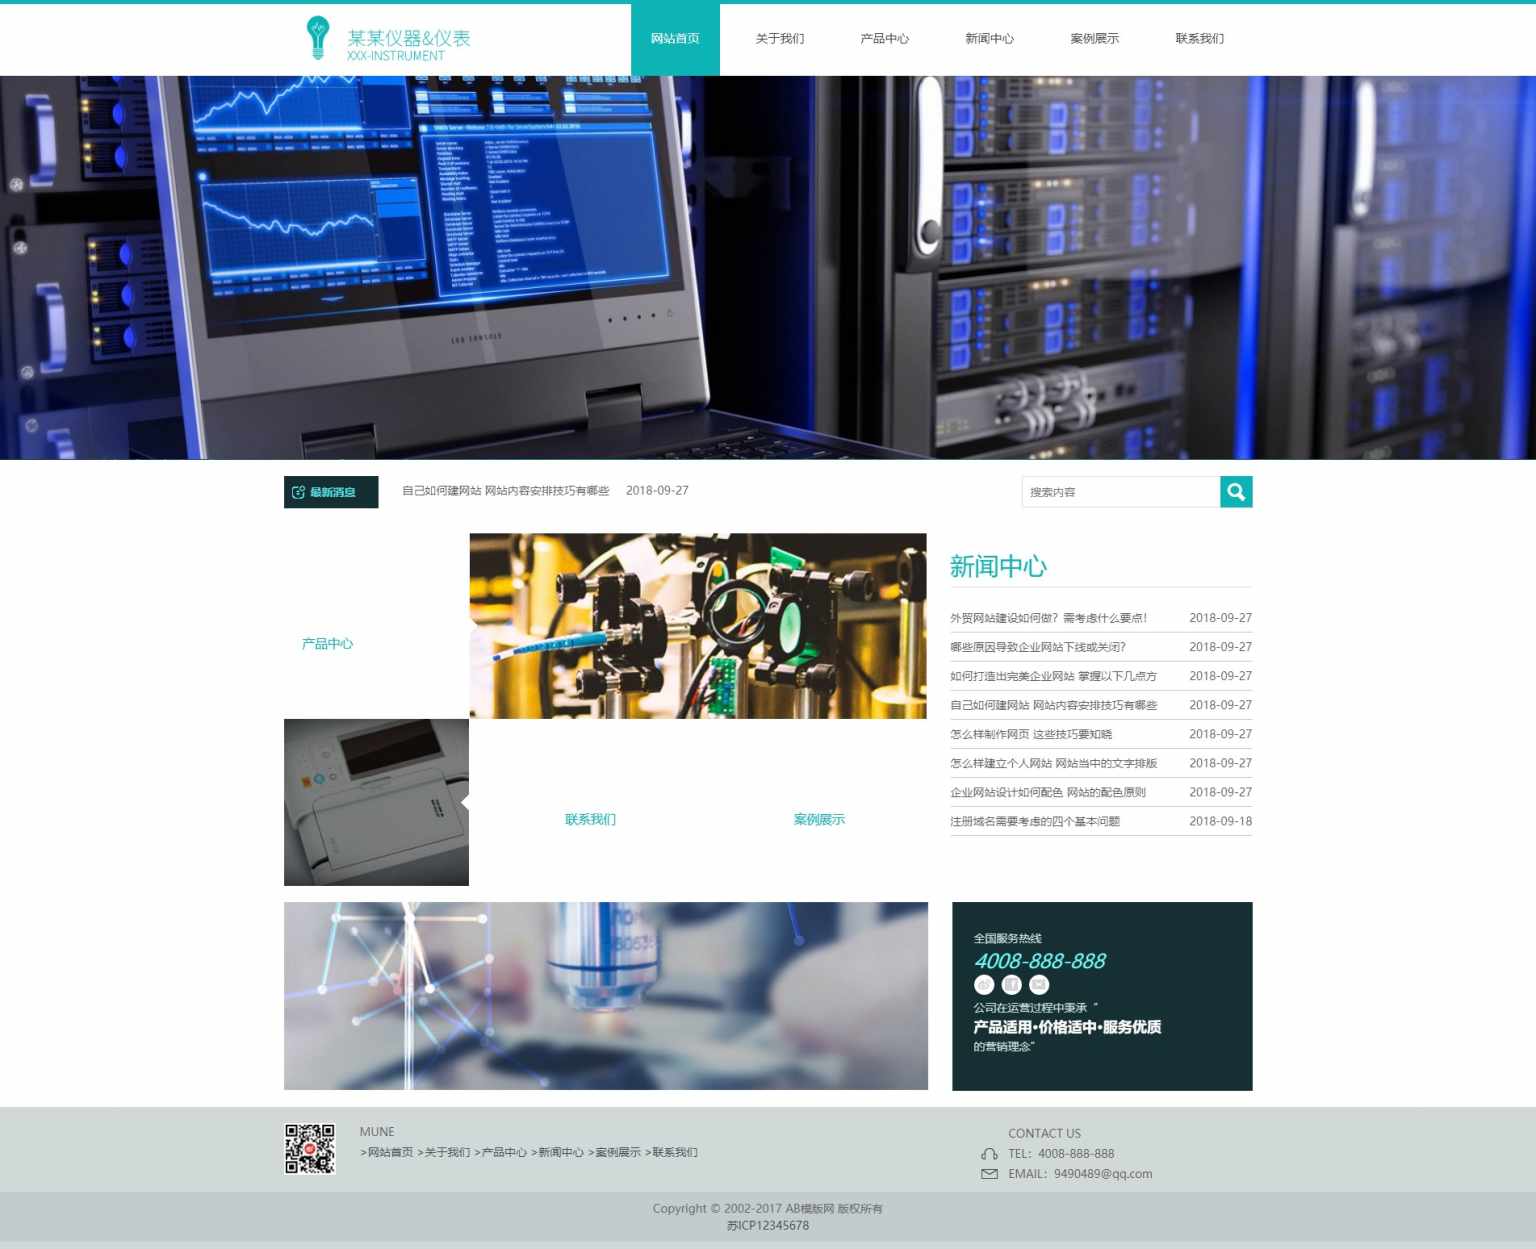 某某仪器&仪表
XXX-INSTRUMENT
网站首页
关于我们
产品中心
新闻中心
案例展示
联系我们
最新消息
自己如何建网站 网站内容安排技巧有哪些 2018-09-27
搜索内容
产品中心
联系我们
案例展示
新闻中心
外贸网站建设如何做？需考虑什么要点！ 2018-09-27
哪些原因导致企业网站下线或关闭？ 2018-09-27
如何打造出完美企业网站 掌握以下几点方 2018-09-27
自己如何建网站 网站内容安排技巧有哪些 2018-09-27
怎么样制作网页 这些技巧要知晓 2018-09-27
怎么样建立个人网站 网站当中的文字排版 2018-09-27
企业网站设计如何配色 网站的配色原则 2018-09-27
注册域名需要考虑的四个基本问题 2018-09-18
全国服务热线
4008-888-888
公司在运营过程中秉承“
产品适用•价格适中•服务优质
的营销理念”
MUNE
>网站首页 >关于我们 >产品中心 >新闻中心 >案例展示 >联系我们
CONTACT US
TEL：4008-888-888
EMAIL：9490489@qq.com
Copyright © 2002-2017 AB模版网 版权所有
苏ICP12345678